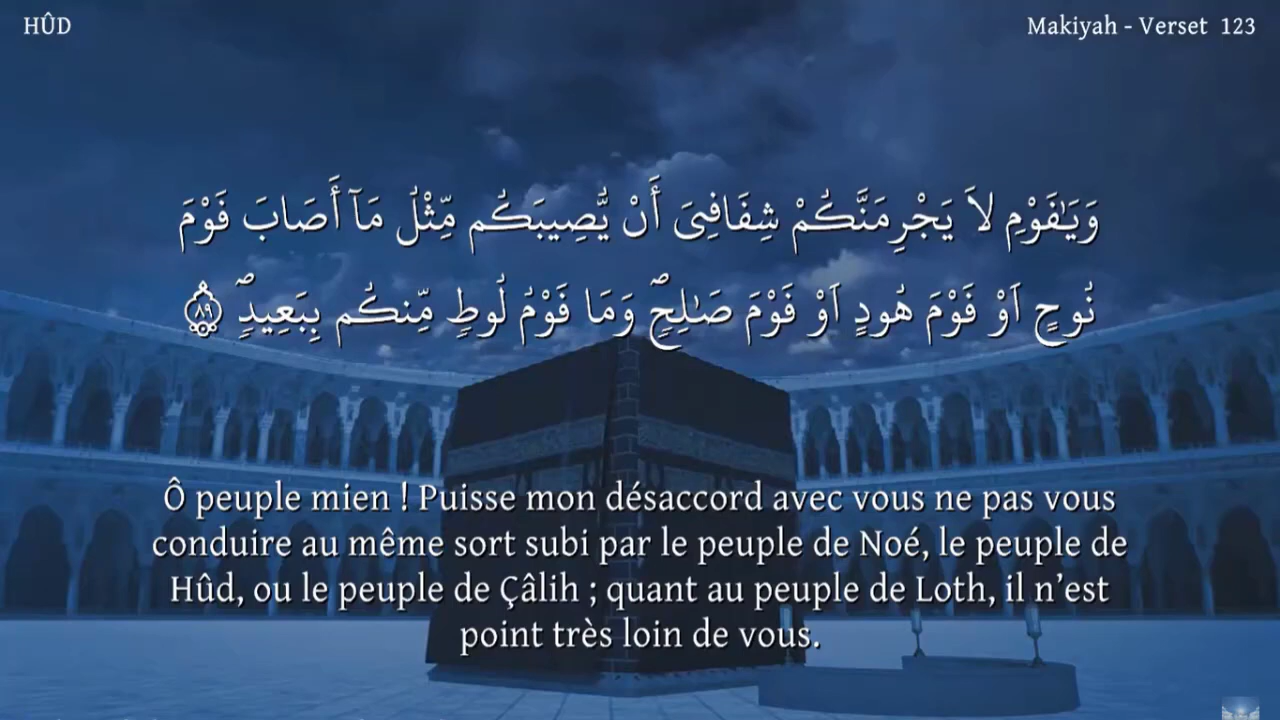 HÛD
Makiyah - Verset 123
وَيَٰقَوْمِ لَا يَجْرِمَنَّكُمْ شِقَاقِىَ أَنْ يُّصِيبَكُم مِّثْلُ مَآ أَصَابَ قَوْمَ
نُوحٍ اَوْ قَوْمَ هُودٍ اَوْ قَوْمَ صَٰلِحٍۖ وَمَا قَوْمُ لُوطٍ مِّنكُم بِبَعِيدٍۖ ٨٩
Ô peuple mien ! Puisse mon désaccord avec vous ne pas vous
conduire au même sort subi par le peuple de Noé, le peuple de
Hûd, ou le peuple de Çâlih ; quant au peuple de Loth, il n’est
point très loin de vous.